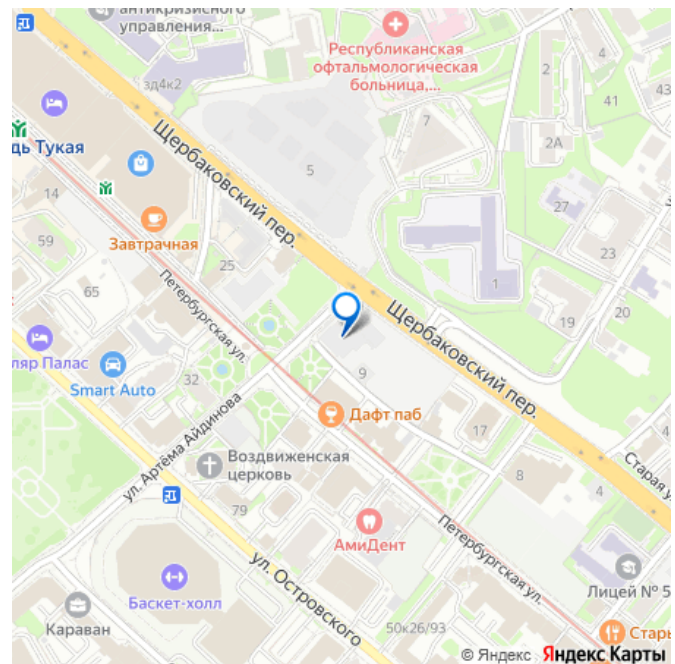 антикризисного
управления...
Республиканская
офтальмологическая
больница,...
зд4к2
2
41
43
7
2А
5
Щербаковский пер.
дь Тукая
14
27
Завтрачная
59
25
23
1
65
Петербургская ул.
20
19
Щербаковский пер.
ляр Палас
Smart Auto
32
9
Дафт паб
17
ул. Артёма Айдинова
Воздвиженская
церковь
4
Старая у
8
4
79
АмиДент
Петербургская ул.
ул. Островского
Баскет-холл
Лицей № 5
Караван
50к26/93
Стары
© Яндекс Яндекс Карты